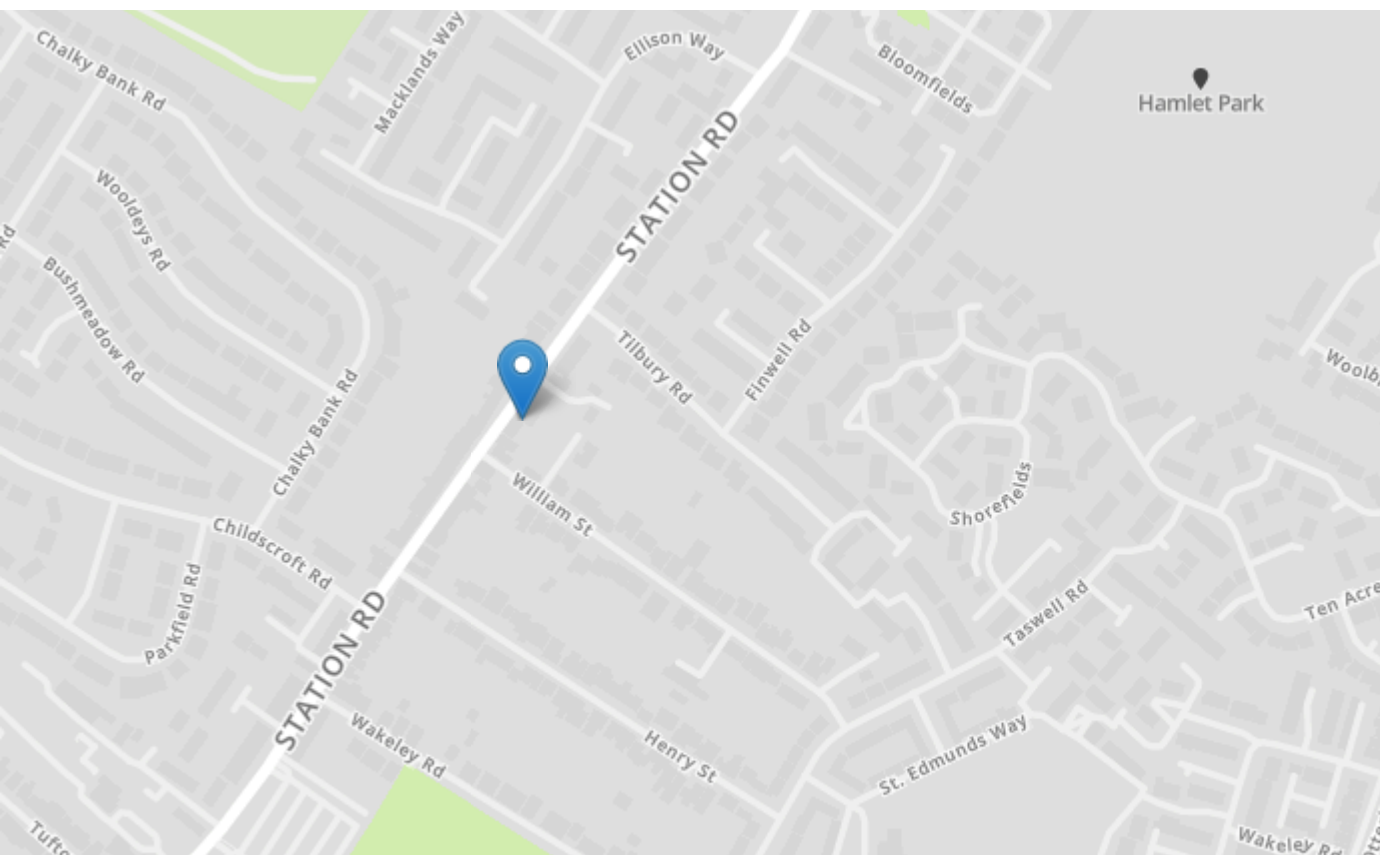 Chalky Bank Rd
Macklands Way
Ellison Way
Bloomfields
Hamlet Park
STATION RD
Wooldeys Rd
Rd
Bushmeadow Rd
Tilbury Rd
Finwell Rd
Chalky Bank Rd
William St
Shorefields
Childscroft Rd
Parkfield Rd
Taswell Rd
Ten Acre
STATION RD
Wakeley Rd
Henry St
St. Edmunds Way
Wakeley Rd